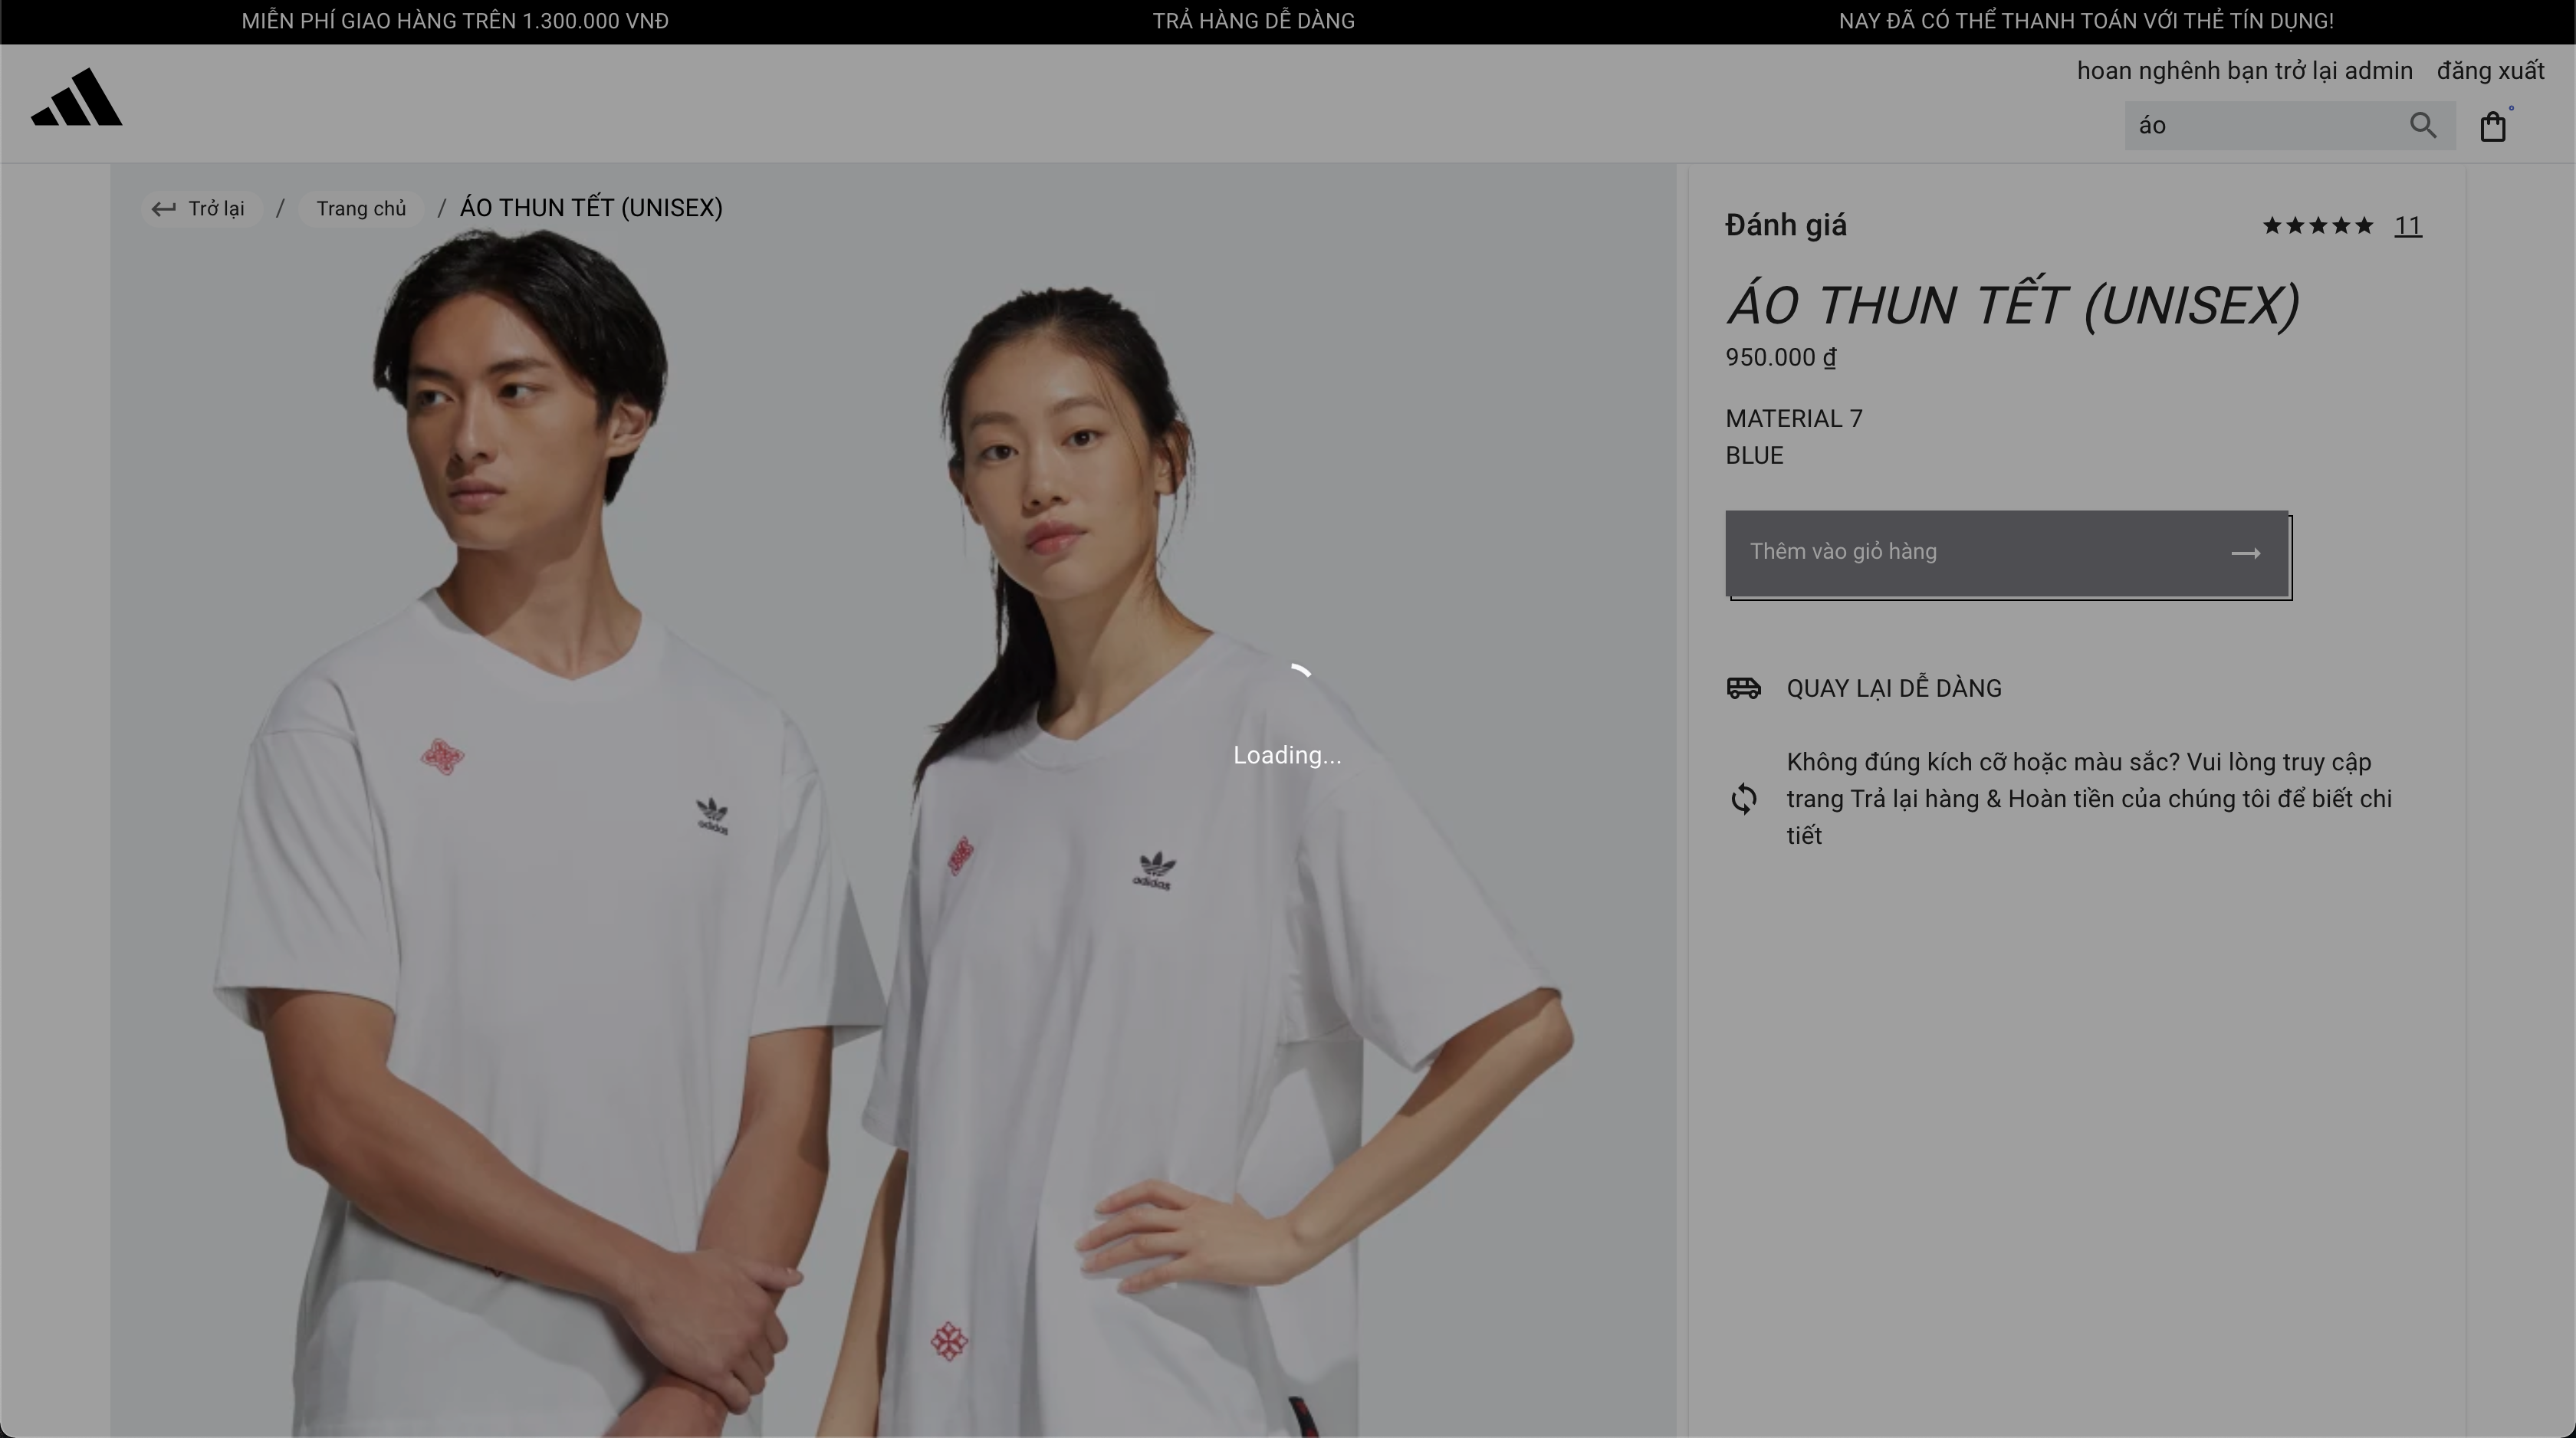 MIỄN PHÍ GIAO HÀNG TRÊN 1.300.000 VNĐ
TRẢ HÀNG DỄ DÀNG
NAY ĐÃ CÓ THỂ THANH TOÁN VỚI THẺ TÍN DỤNG!
hoan nghênh bạn trở lại admin
đăng xuất
áo
Trở lại / Trang chủ / ÁO THUN TẾT (UNISEX)
Đánh giá
11
ÁO THUN TẾT (UNISEX)
950.000 ₫
MATERIAL 7
BLUE
Thêm vào giỏ hàng
QUAY LẠI DỄ DÀNG
Không đúng kích cỡ hoặc màu sắc? Vui lòng truy cập
trang Trả lại hàng & Hoàn tiền của chúng tôi để biết chi
tiết
Loading...
adidas
adidas